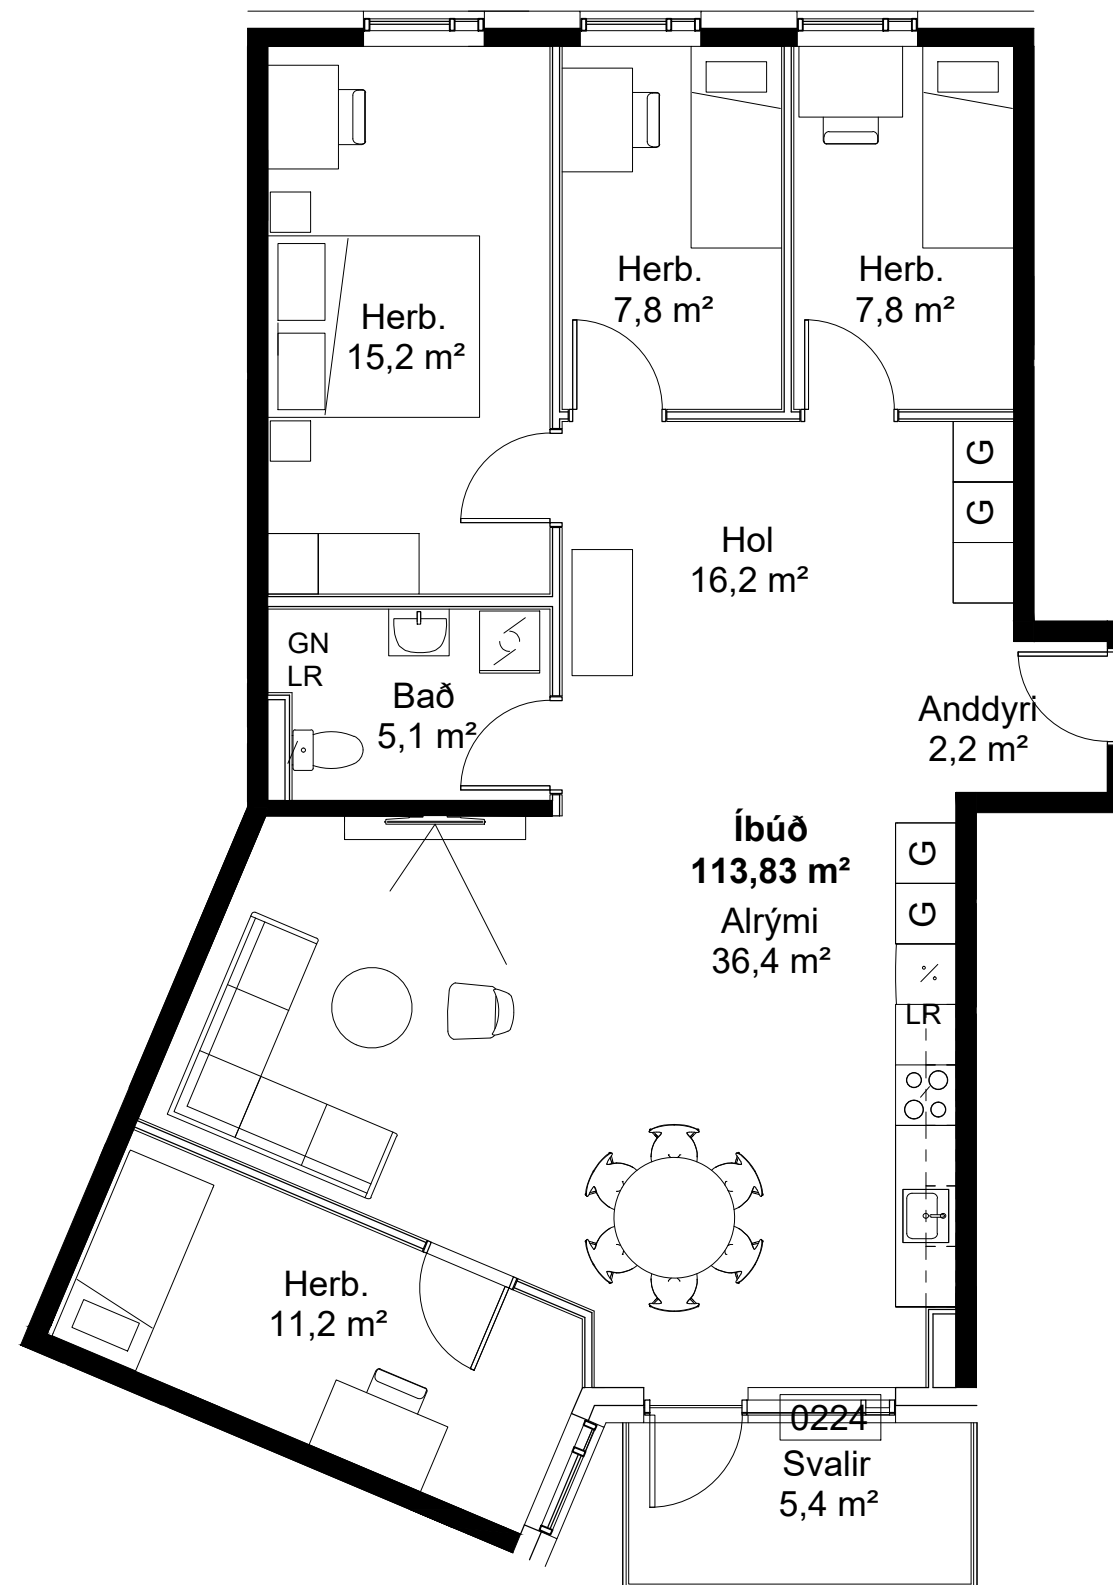 Herb.
7,8 m²
Herb.
7,8 m²
Herb.
15,2 m²
G
G
Hol
16,2 m²
GN
LR
Bað
5,1 m²
Anddyri
2,2 m²
Íbúð
113,83 m²
Alrými
36,4 m²
G
G
%
LR
Herb.
11,2 m²
0224
Svalir
5,4 m²